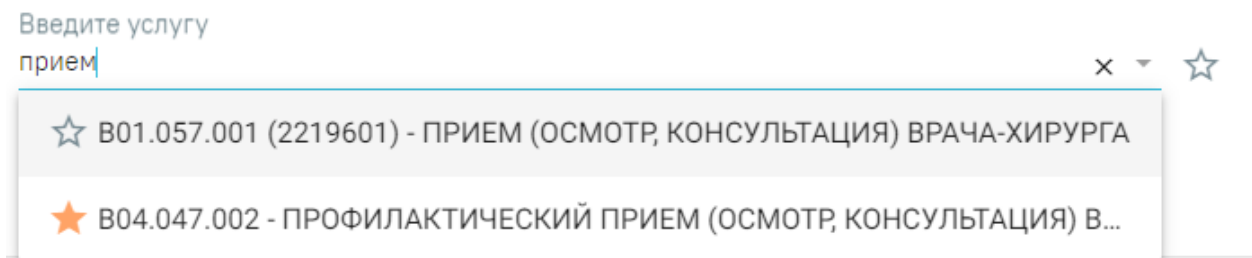 Введите услугу
прием
B01.057.001 (2219601) - ПРИЕМ (ОСМОТР, КОНСУЛЬТАЦИЯ) ВРАЧА-ХИРУРГА
B04.047.002 - ПРОФИЛАКТИЧЕСКИЙ ПРИЕМ (ОСМОТР, КОНСУЛЬТАЦИЯ) В...